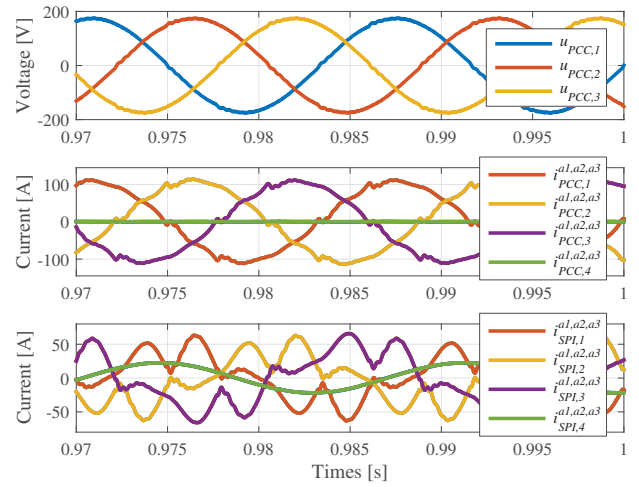 200
0
-200
Voltage [V]
u_PCC,1
u_PCC,2
u_PCC,3
0.97 0.975 0.98 0.985 0.99 0.995 1
100
0
-100
Current [A]
i^a1,a2,a3_PCC,1
i^a1,a2,a3_PCC,2
i^a1,a2,a3_PCC,3
i^a1,a2,a3_PCC,4
0.97 0.975 0.98 0.985 0.99 0.995 1
50
0
-50
Current [A]
i^a1,a2,a3_SPI,1
i^a1,a2,a3_SPI,2
i^a1,a2,a3_SPI,3
i^a1,a2,a3_SPI,4
0.97 0.975 0.98 0.985 0.99 0.995 1
Times [s]